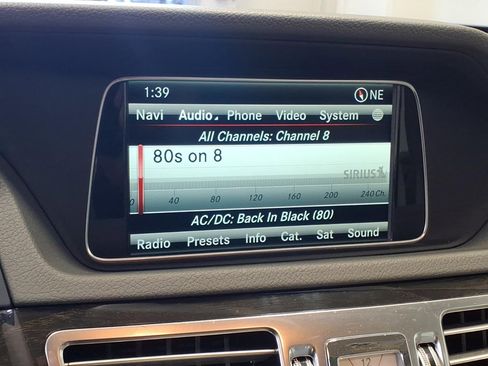 1:39 NE
Navi Audio Phone Video System
All Channels: Channel 8
80s on 8
SIRIUS
0 40 80 120 160 200 240 Ch.
AC/DC: Back In Black (80)
Radio Presets Info Cat. Sat Sound
12